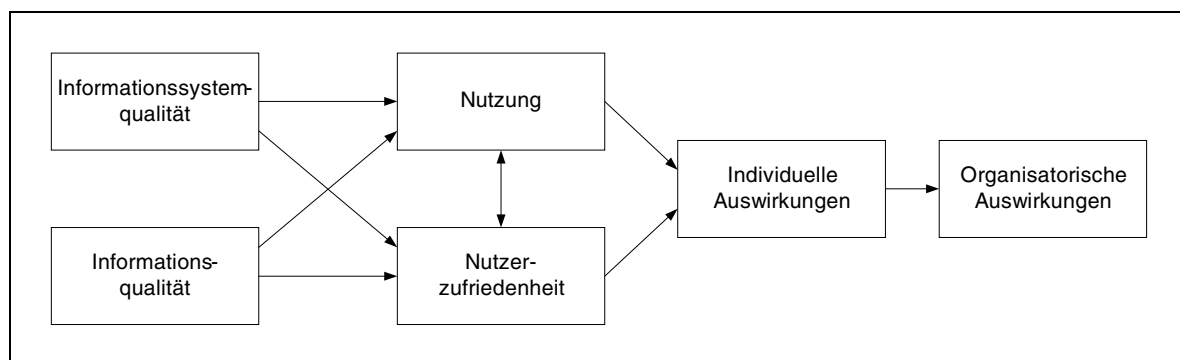 Informationssystem-
qualität
Nutzung
Individuelle
Auswirkungen
Organisatorische
Auswirkungen
Informations-
qualität
Nutzer-
zufriedenheit